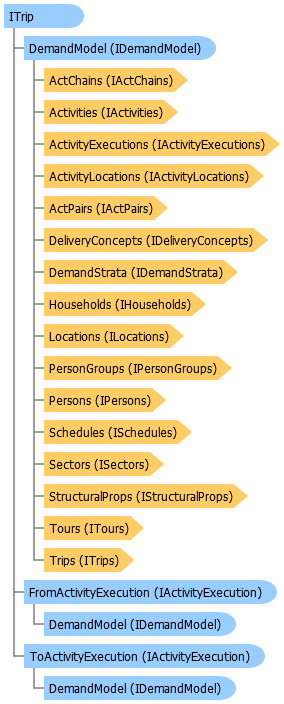 ITrip
DemandModel (IDemandModel)
ActChains (IActChains)
Activities (IActivities)
ActivityExecutions (IActivityExecutions)
ActivityLocations (IActivityLocations)
ActPairs (IActPairs)
DeliveryConcepts (IDeliveryConcepts)
DemandStrata (IDemandStrata)
Households (IHouseholds)
Locations (ILocations)
PersonGroups (IPersonGroups)
Persons (IPersons)
Schedules (ISchedules)
Sectors (ISectors)
StructuralProps (IStructuralProps)
Tours (ITours)
Trips (ITrips)
FromActivityExecution (IActivityExecution)
DemandModel (IDemandModel)
ToActivityExecution (IActivityExecution)
DemandModel (IDemandModel)